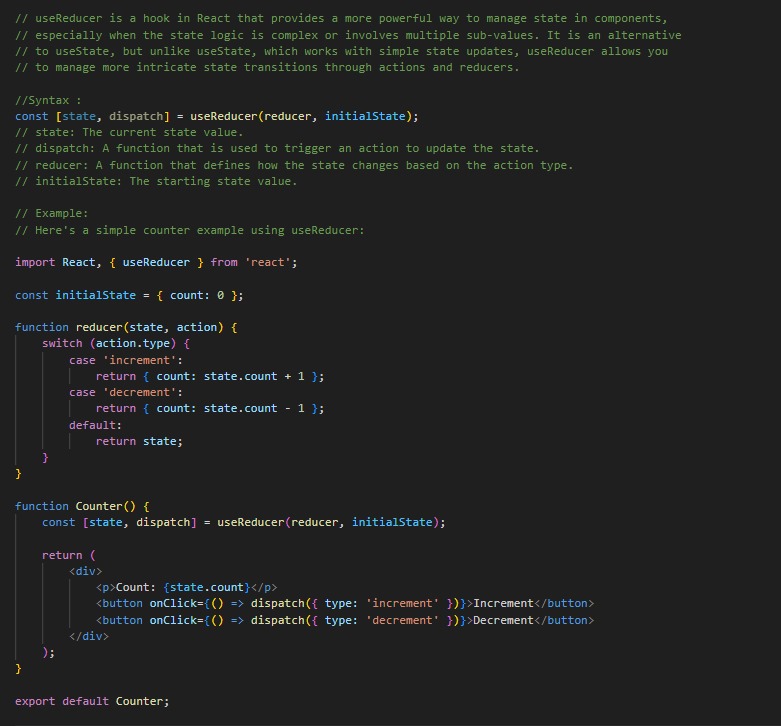 // useReducer is a hook in React that provides a more powerful way to manage state in components,
// especially when the state logic is complex or involves multiple sub-values. It is an alternative
// to useState, but unlike useState, which works with simple state updates, useReducer allows you
// to manage more intricate state transitions through actions and reducers.

//Syntax :
const [state, dispatch] = useReducer(reducer, initialState);
// state: The current state value.
// dispatch: A function that is used to trigger an action to update the state.
// reducer: A function that defines how the state changes based on the action type.
// initialState: The starting state value.

// Example:
// Here's a simple counter example using useReducer:

import React, { useReducer } from 'react';

const initialState = { count: 0 };

function reducer(state, action) {
    switch (action.type) {
        case 'increment':
            return { count: state.count + 1 };
        case 'decrement':
            return { count: state.count - 1 };
        default:
            return state;
    }
}

function Counter() {
    const [state, dispatch] = useReducer(reducer, initialState);

    return (
        <div>
            <p>Count: {state.count}</p>
            <button onClick={() => dispatch({ type: 'increment' })}>Increment</button>
            <button onClick={() => dispatch({ type: 'decrement' })}>Decrement</button>
        </div>
    );
}

export default Counter;